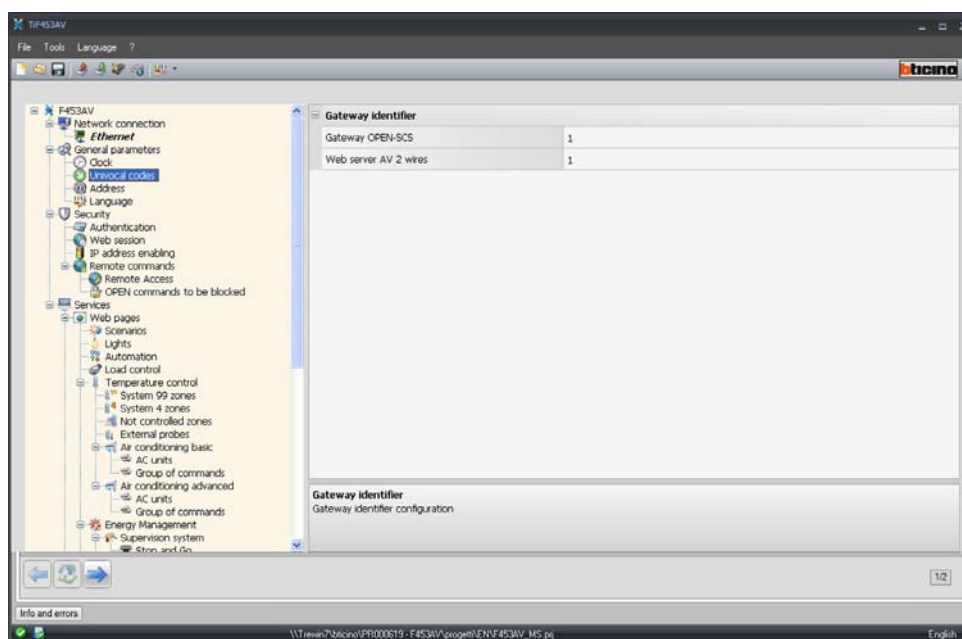 TiF453AV
File Tools Language ?
bticino
F453AV
Network connection
Ethernet
General parameters
Clock
Univocal codes
Address
Language
Security
Authentication
Web session
IP address enabling
Remote commands
Remote Access
OPEN commands to be blocked
Services
Web pages
Scenarios
Lights
Automation
Load control
Temperature control
System 99 zones
System 4 zones
Not controlled zones
External probes
Air conditioning basic
AC units
Group of commands
Air conditioning advanced
AC units
Group of commands
Energy Management
Supervision system
Stop and Go
Gateway identifier
Gateway OPEN-SCS 1
Web server AV 2 wires 1
Gateway identifier
Gateway identifier configuration
1/2
Info and errors
\\Trewin7\bticino\PR000619 - F453AV\progetti\EN\F453AV_MS.prj
English